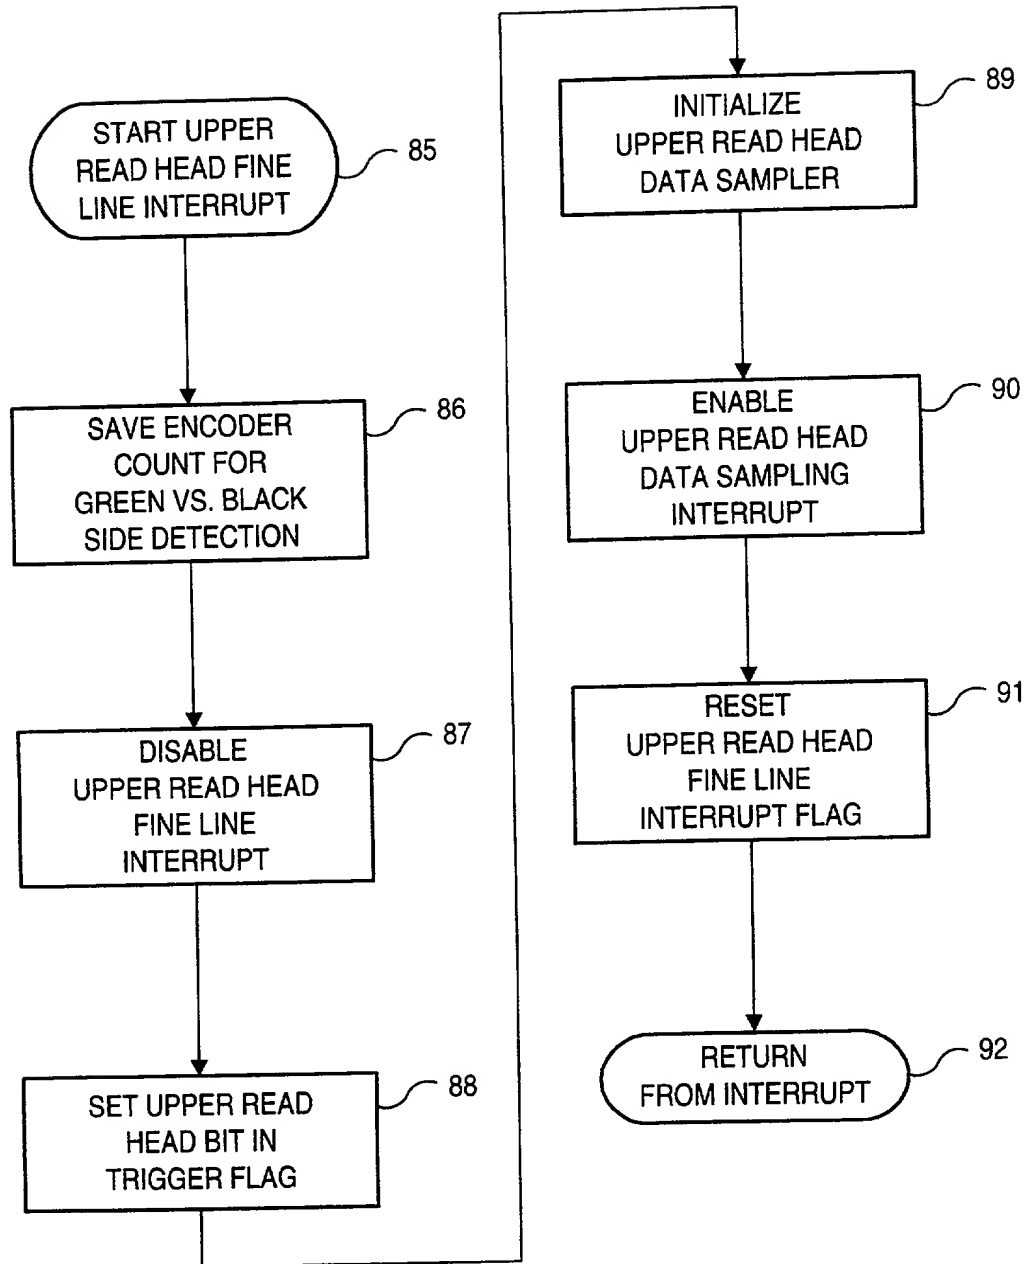 START UPPER
READ HEAD FINE
LINE INTERRUPT
85
SAVE ENCODER
COUNT FOR
GREEN VS. BLACK
SIDE DETECTION
86
DISABLE
UPPER READ HEAD
FINE LINE
INTERRUPT
87
SET UPPER READ
HEAD BIT IN
TRIGGER FLAG
88
INITIALIZE
UPPER READ HEAD
DATA SAMPLER
89
ENABLE
UPPER READ HEAD
DATA SAMPLING
INTERRUPT
90
RESET
UPPER READ HEAD
FINE LINE
INTERRUPT FLAG
91
RETURN
FROM INTERRUPT
92